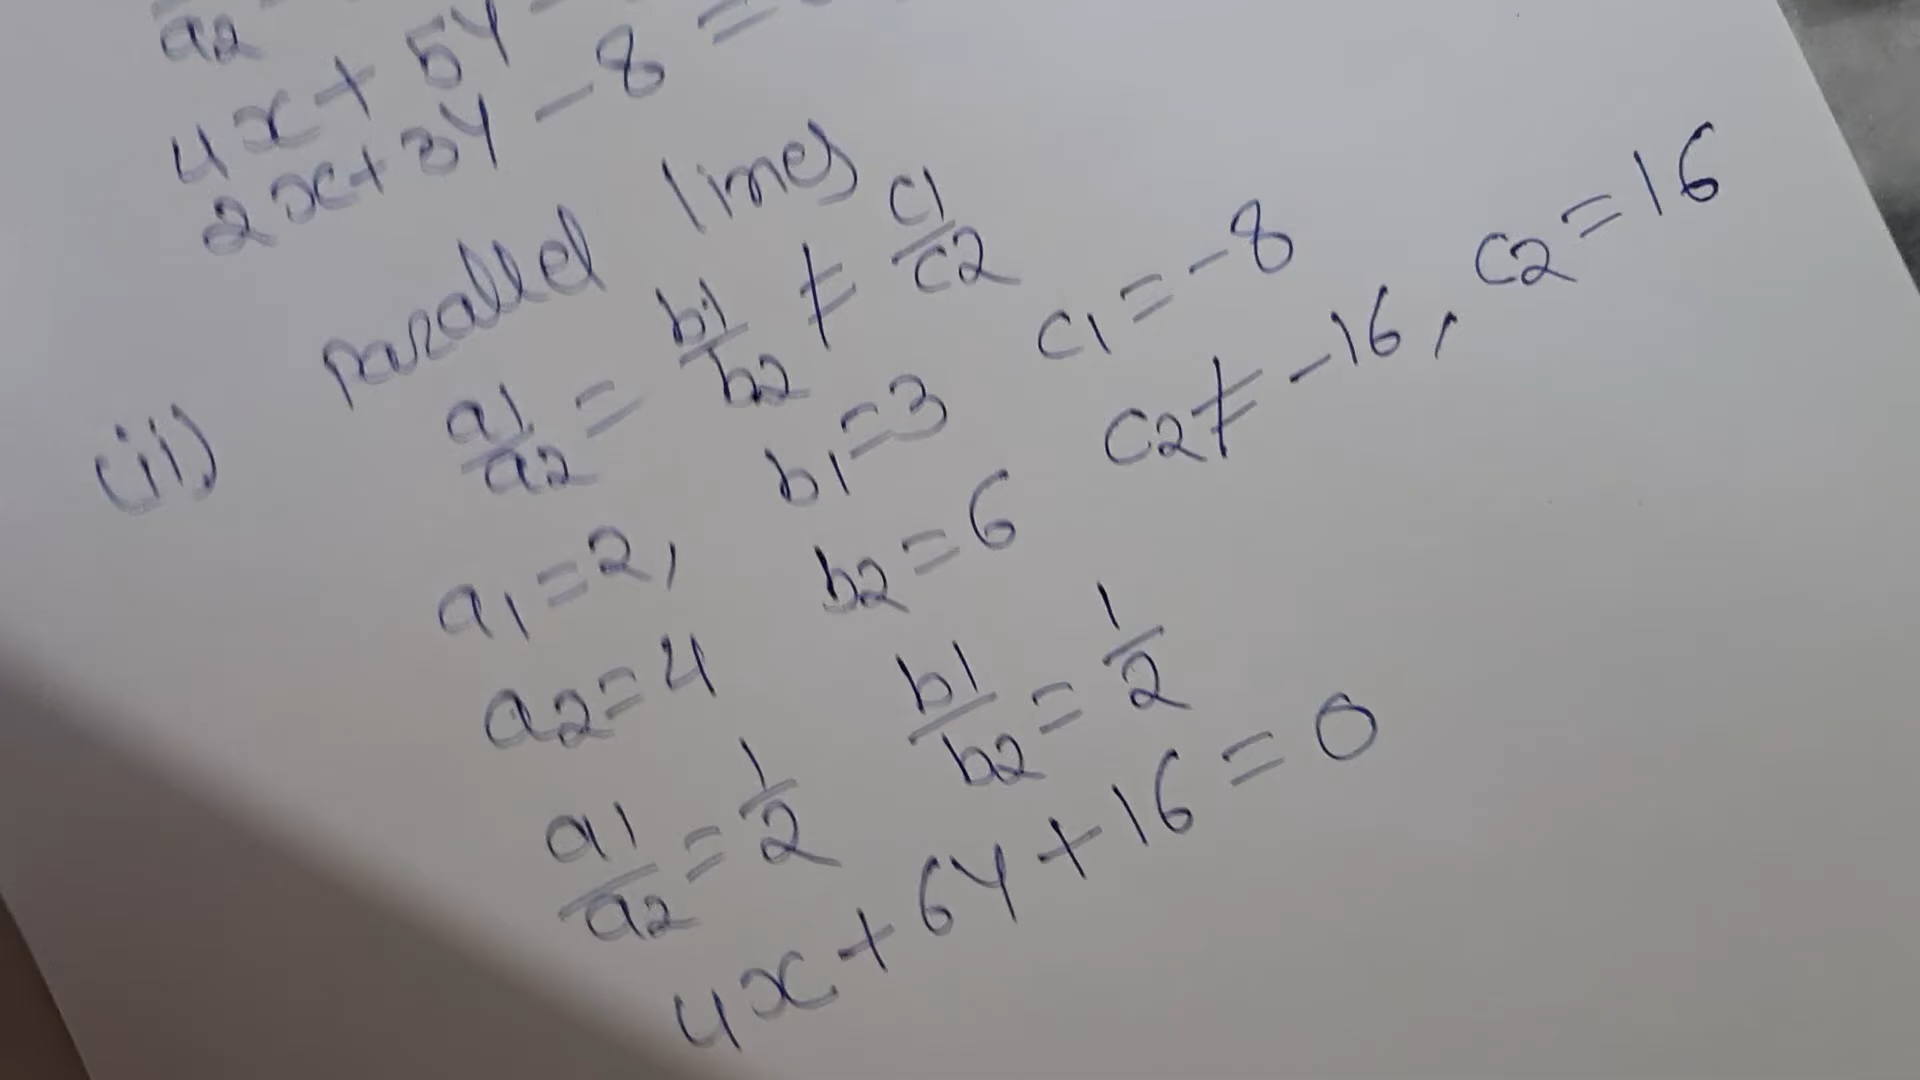 a2
4x + 5y
2x + 3y - 8 =
(ii) parallel lines
a1/a2 = b1/b2 ≠ c1/c2
a1 = 2, b1 = 3 c1 = -8
a2 = 4 b2 = 6 c2 ≠ -16, c2 = 16
a1/a2 = 1/2 b1/b2 = 1/2
4x + 6y + 16 = 0